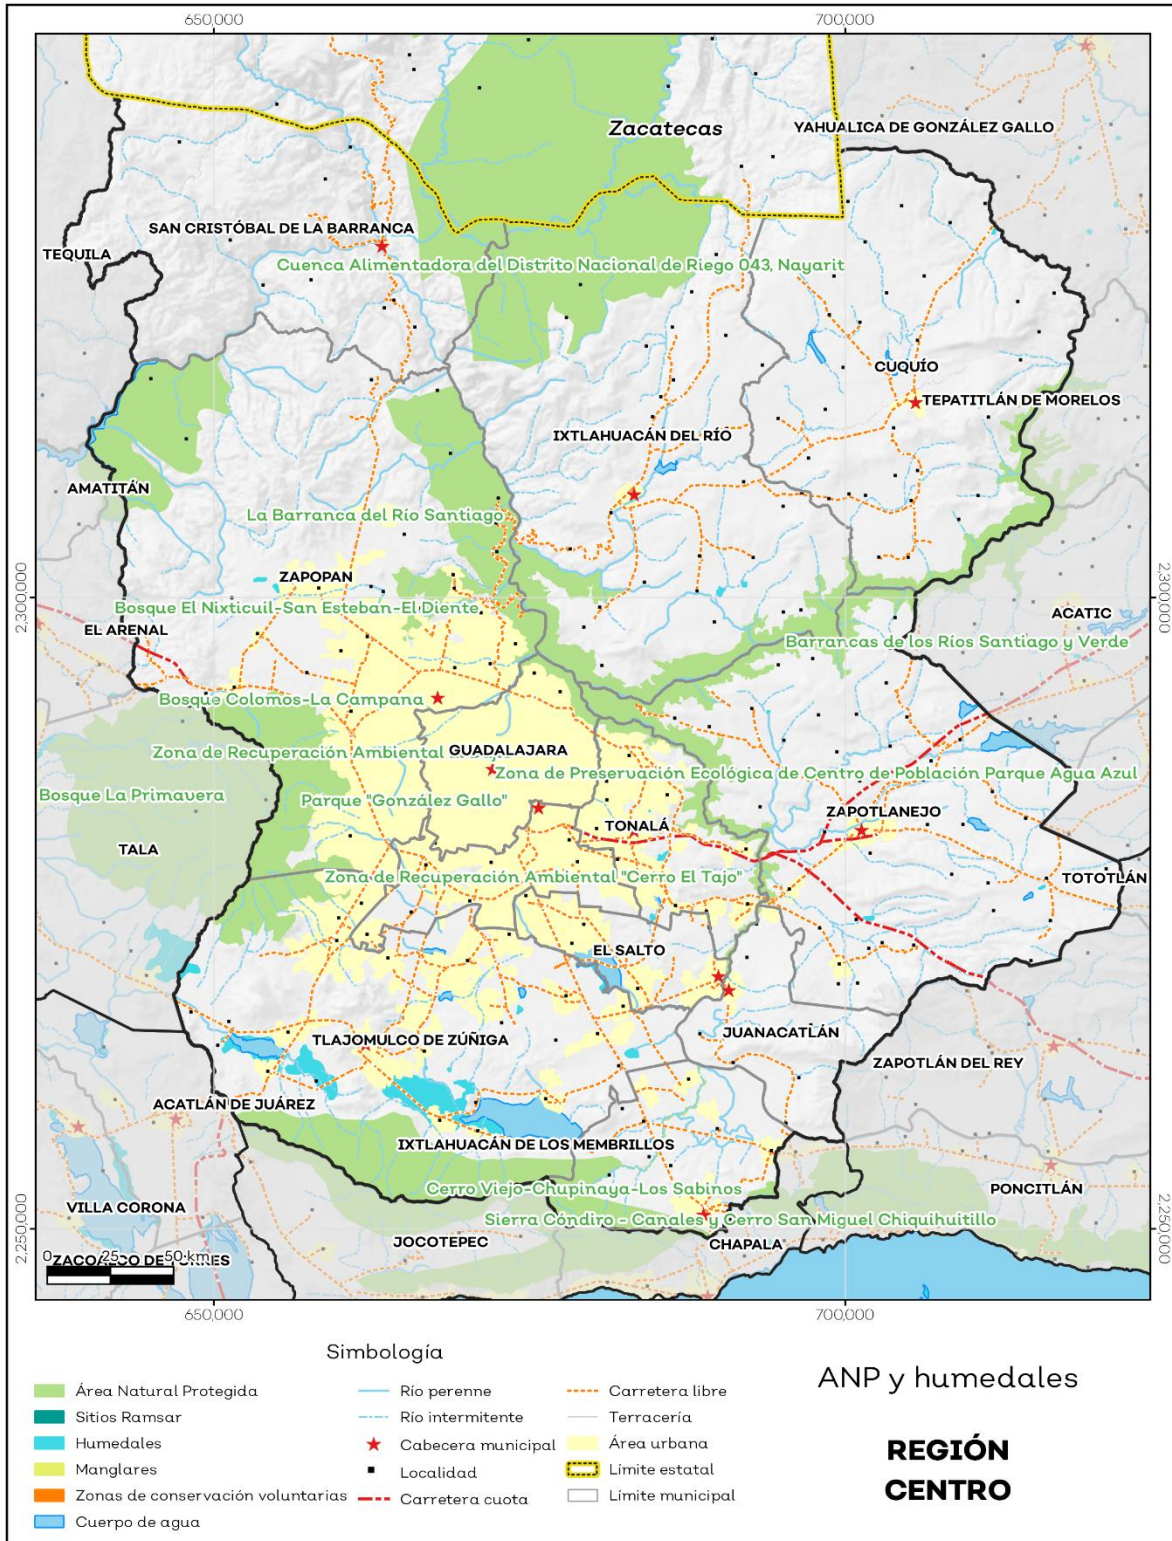 650,000
700,000
Zacatecas
YAHUALICA DE GONZÁLEZ GALLO
SAN CRISTÓBAL DE LA BARRANCA
TEQUILA
Cuenca Alimentadora del Distrito Nacional de Riego 043, Nayarit
CUQUÍO
TEPATITLÁN DE MORELOS
IXTLAHUACÁN DEL RÍO
AMATITÁN
La Barranca del Río Santiago
ZAPOPAN
2,300,000
2,300,000
Bosque El Nixticuil-San Esteban-El Diente
ACATIC
EL ARENAL
Barrancas de los Ríos Santiago y Verde
Bosque Colomos-La Campana
Zona de Recuperación Ambiental
GUADALAJARA
Zona de Preservación Ecológica de Centro de Población Parque Agua Azul
Bosque La Primavera
Parque "González Gallo"
ZAPOTLANEJO
TONALÁ
TALA
Zona de Recuperación Ambiental "Cerro El Tajo"
TOTOTLÁN
EL SALTO
TLAJOMULCO DE ZÚÑIGA
JUANACATLÁN
ZAPOTLÁN DEL REY
ACATLÁN DE JUÁREZ
IXTLAHUACÁN DE LOS MEMBRILLOS
Cerro Viejo-Chupinaya-Los Sabinos
PONCITLÁN
VILLA CORONA
Sierra Cóndiro - Canales y Cerro San Miguel Chiquihuitillo
2,250,000
2,250,000
JOCOTEPEC
CHAPALA
ZACOALCO DE TORRES
0 25 50 km
650,000
700,000
Simbología
Área Natural Protegida
Sitios Ramsar
Humedales
Manglares
Zonas de conservación voluntarias
Cuerpo de agua
Río perenne
Río intermitente
Cabecera municipal
Localidad
Carretera cuota
Carretera libre
Terracería
Área urbana
Límite estatal
Límite municipal
ANP y humedales
REGIÓN
CENTRO